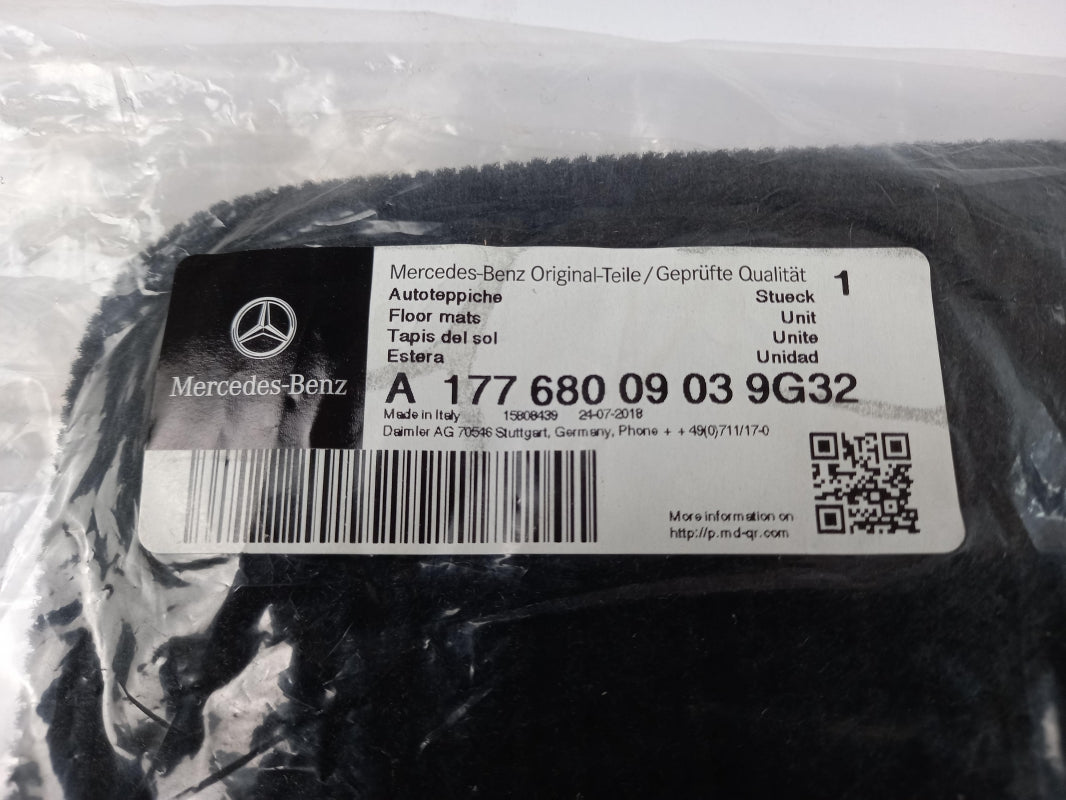 Mercedes-Benz
Mercedes-Benz Original-Teile/Geprüfte Qualität 1
Autoteppiche Stueck
Floor mats Unit
Tapis del sol Unite
Estera Unidad
A 177 680 09 03 9G32
Made in Italy 15808439 24-07-2018
Daimler AG 70546 Stuttgart, Germany, Phone + + 49(0)711/17-0
More information on
http://p.md-qr.com